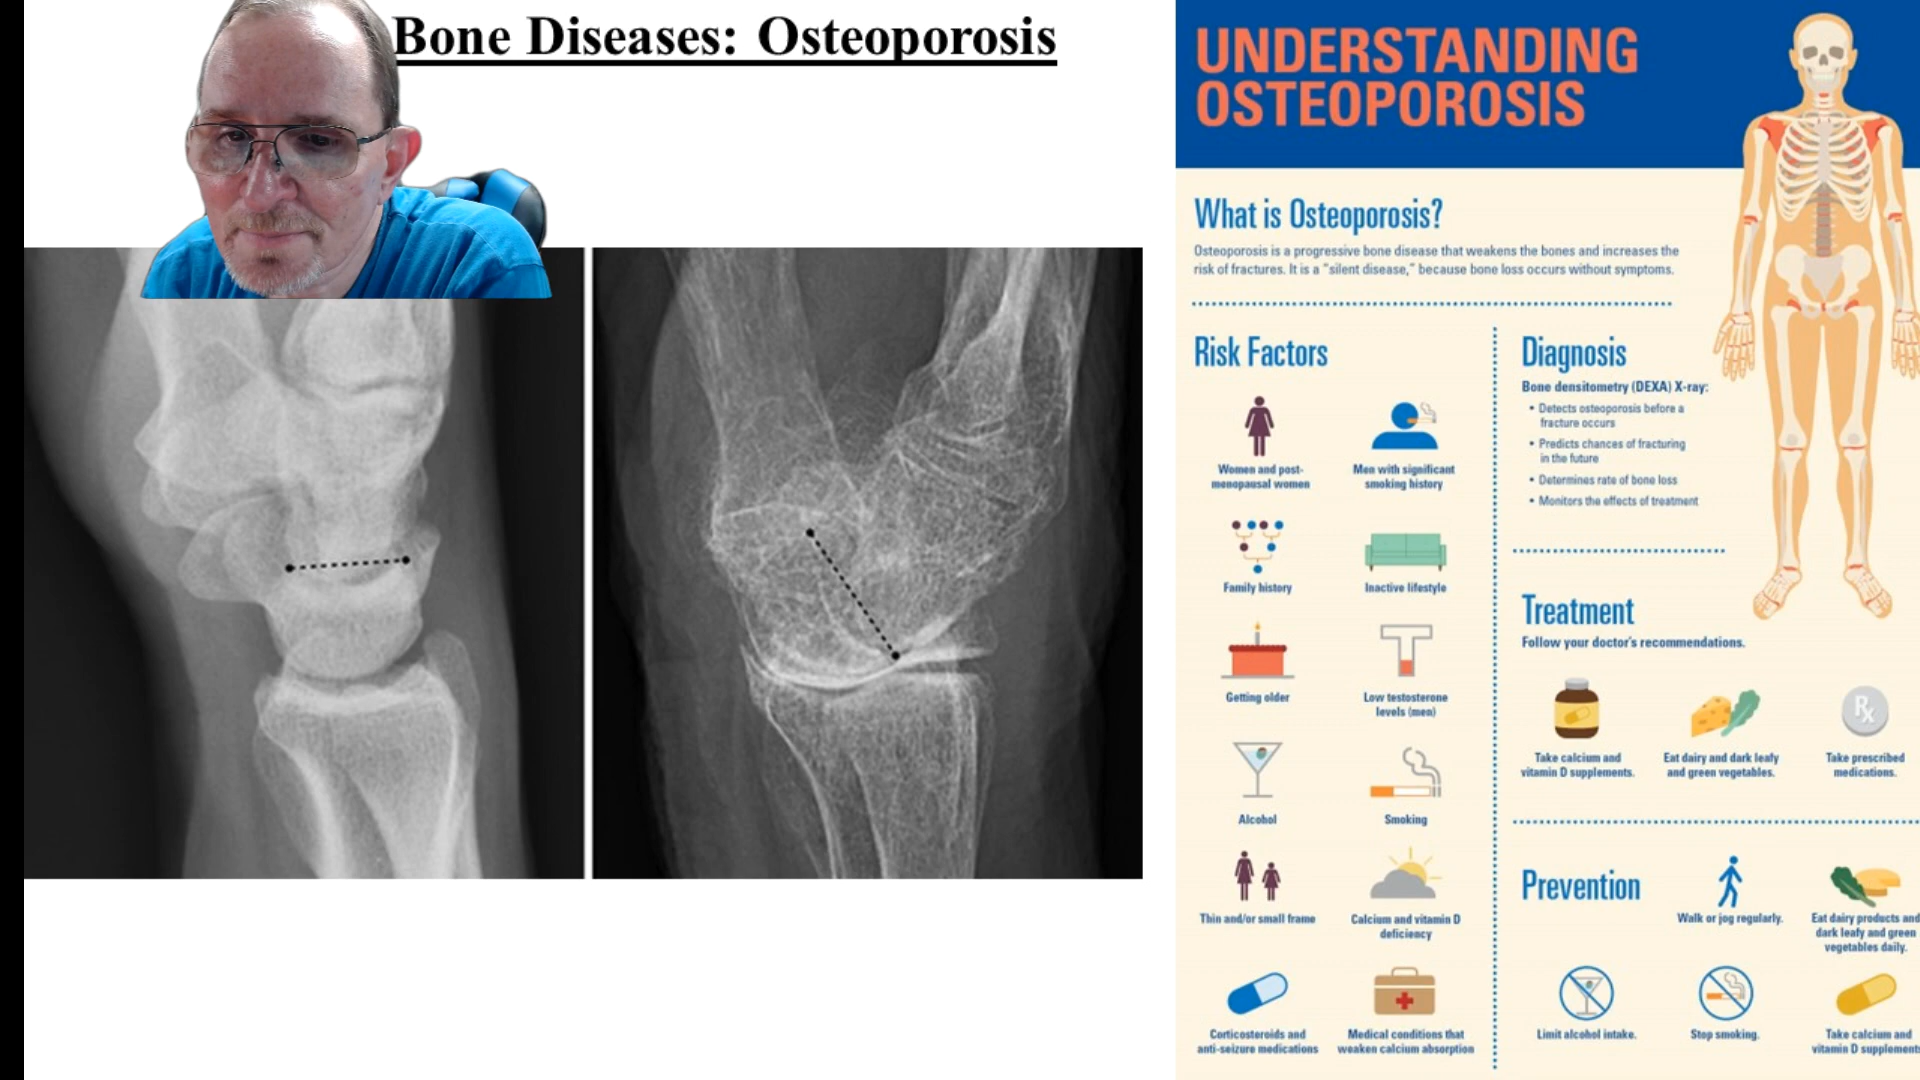 Bone Diseases: Osteoporosis
UNDERSTANDING
OSTEOPOROSIS
What is Osteoporosis?
Osteoporosis is a progressive bone disease that weakens the bones and increases the
risk of fractures. It is a "silent disease," because bone loss occurs without symptoms.
Risk Factors
Women and post-
menopausal women
Men with significant
smoking history
Family history
Inactive lifestyle
Getting older
Low testosterone
levels (men)
Alcohol
Smoking
Thin and/or small frame
Calcium and vitamin D
deficiency
Corticosteroids and
anti-seizure medications
Medical conditions that
weaken calcium absorption
Diagnosis
Bone densitometry (DEXA) X-ray:
• Detects osteoporosis before a
fracture occurs
• Predicts chances of fracturing
in the future
• Determines rate of bone loss
• Monitors the effects of treatment
Treatment
Follow your doctor's recommendations.
Take calcium and
vitamin D supplements.
Eat dairy and dark leafy
and green vegetables.
Rx
Take prescribed
medications.
Prevention
Walk or jog regularly.
Eat dairy products and
dark leafy and green
vegetables daily.
Limit alcohol intake.
Stop smoking.
Take calcium and
vitamin D supplements